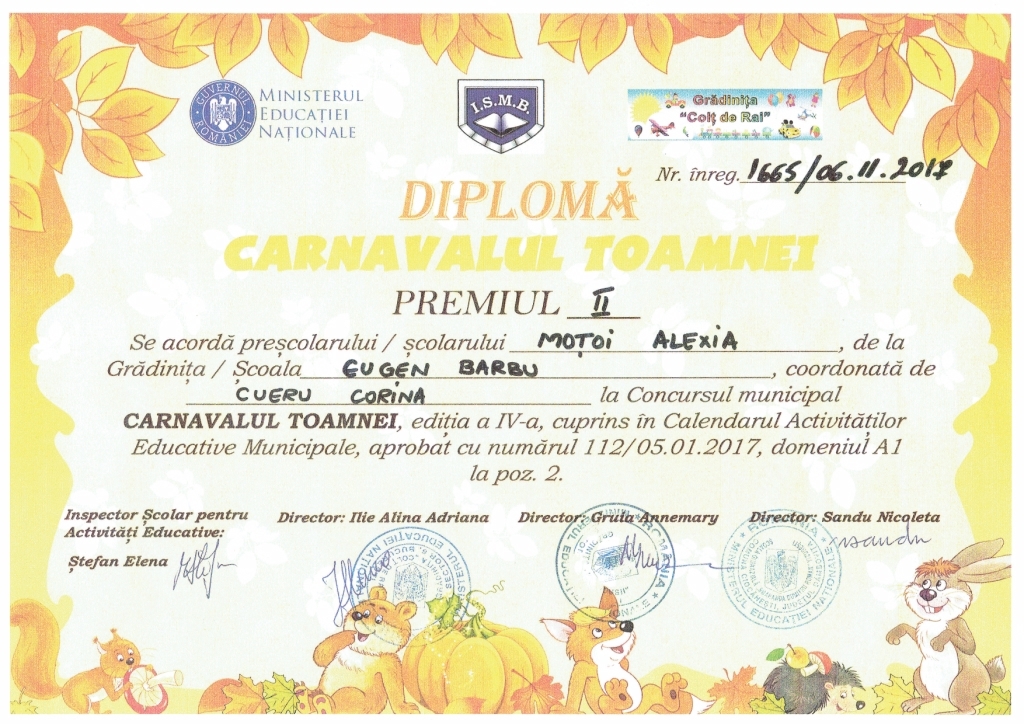 GUVERNUL ROMÂNIEI
MINISTERUL
EDUCAȚIEI
NAȚIONALE
I.S.M.B.
Grădinița
"Colț de Rai"
Nr. înreg. 1665/06.11.2017
DIPLOMĂ
CARNAVALUL TOAMNEI
PREMIUL II
Se acordă preșcolarului / școlarului MOȚOI ALEXIA, de la
Grădinița / Școala EUGEN BARBU, coordonată de
CUERU CORINA la Concursul municipal
CARNAVALUL TOAMNEI, ediția a IV-a, cuprins în Calendarul Activităților
Educative Municipale, aprobat cu numărul 112/05.01.2017, domeniul A1
la poz. 2.
Inspector Școlar pentru
Activități Educative:
Ștefan Elena
Director: Ilie Alina Adriana
Director: Grula Annemary
Director: Sandu Nicoleta
ROMÂNIA
MINISTERUL EDUCAȚIEI